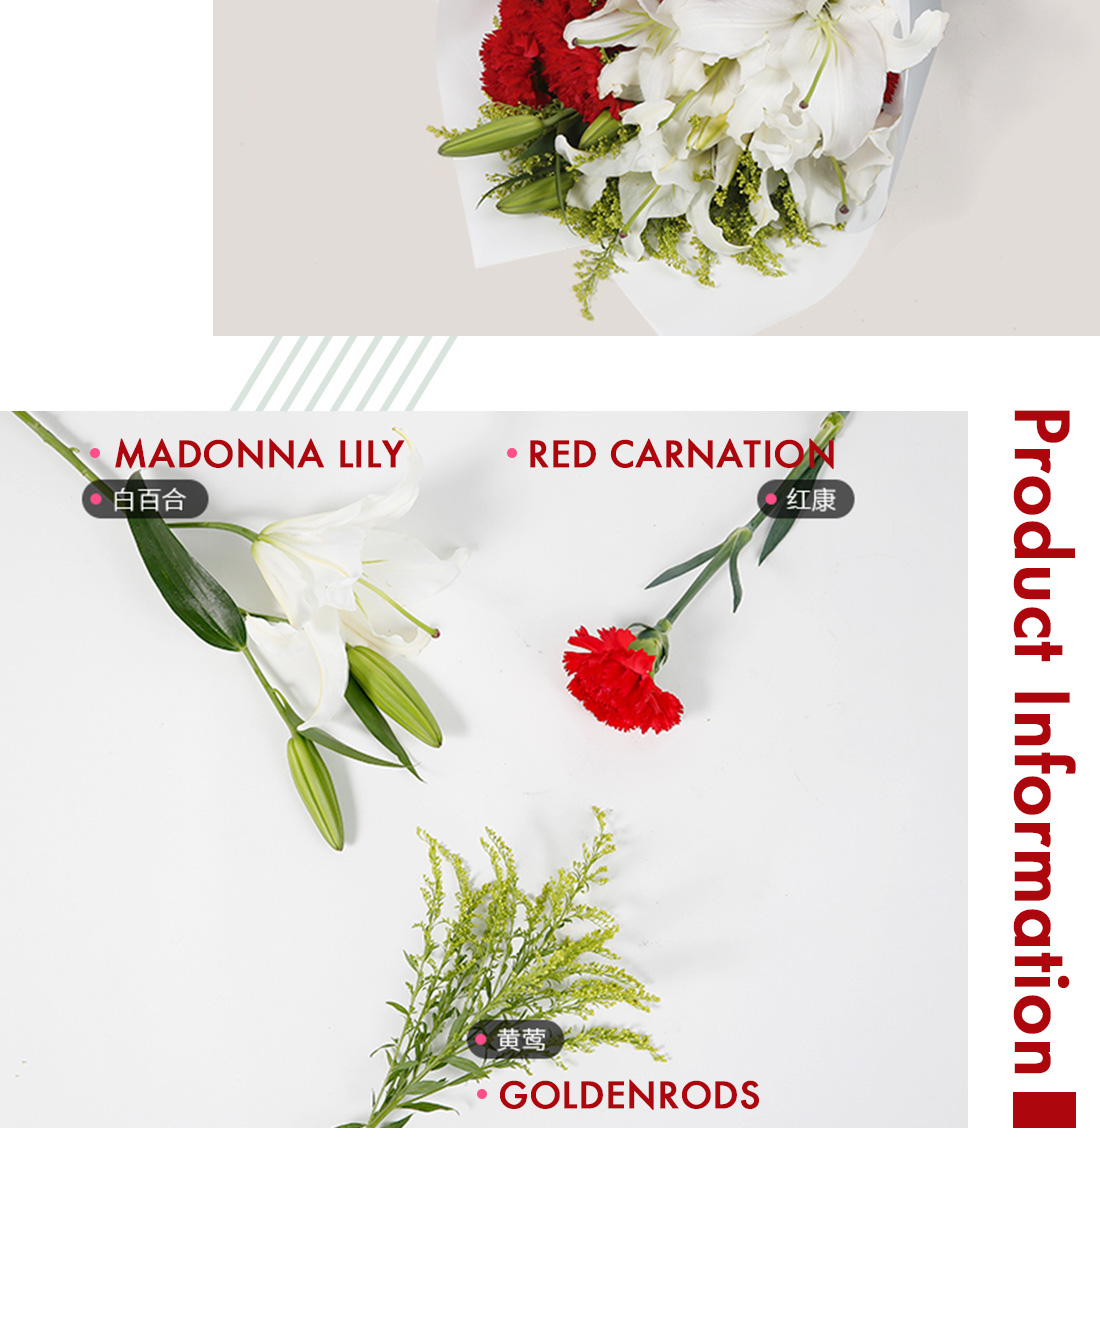 MADONNA LILY
白百合
RED CARNATION
红康
黄莺
GOLDENRODS
Product Information